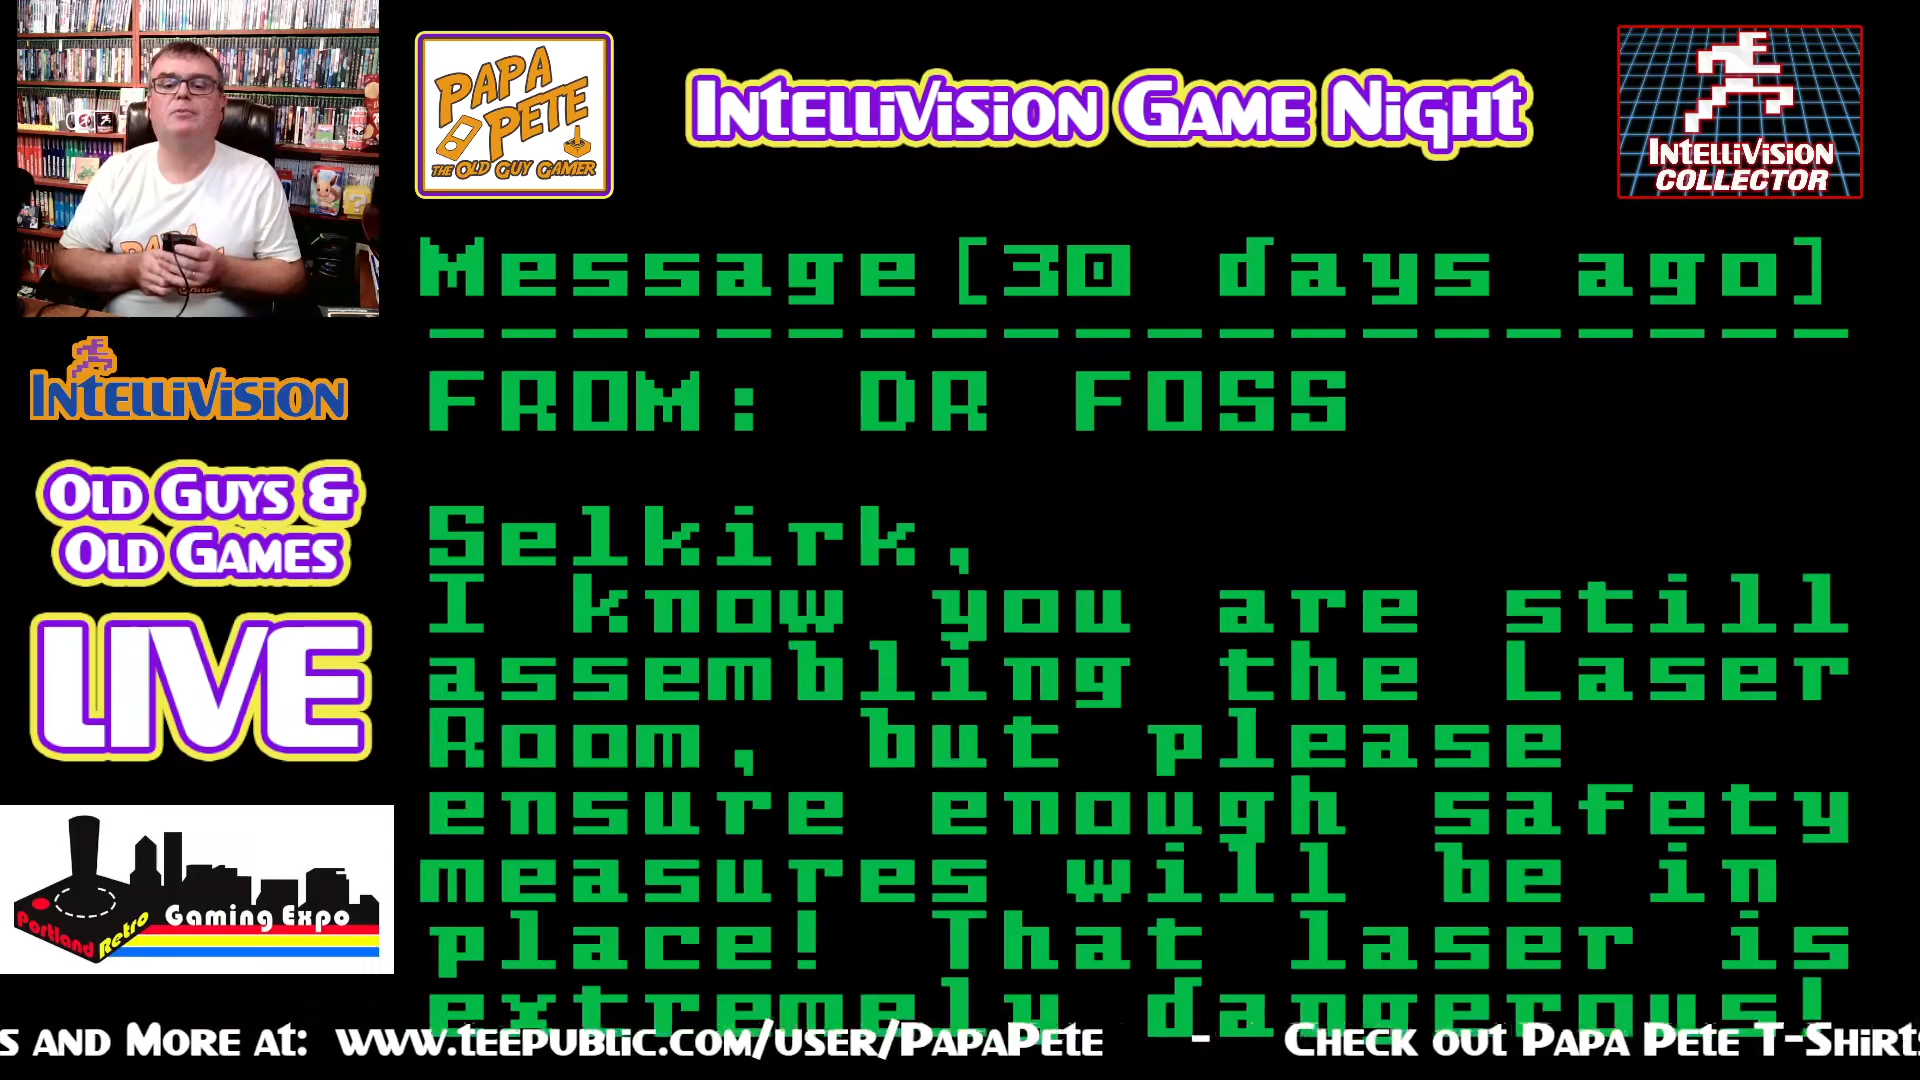 PAPA
PETE
THE OLD GUY GAMER
INTELLIVISION GAME NIGHT
INTELLIVISION
COLLECTOR
Message[30 days ago]
--------------------
FROM: DR FOSS
Selkirk,
I know you are still
assembling the Laser
Room, but please
ensure enough safety
measures will be in
place! That laser is
extremely dangerous!
INTELLIVISION
OLD GUYS &
OLD GAMES
LIVE
Portland Retro Gaming Expo
S AND MORE AT: WWW.TEEPUBLIC.COM/USER/PAPAPETE - CHECK OUT PAPA PETE T-SHIRTS